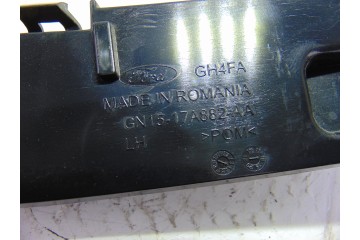 Ford GH4FA
MADE IN ROMANIA
GN15-17A882-AA
LH >POM<